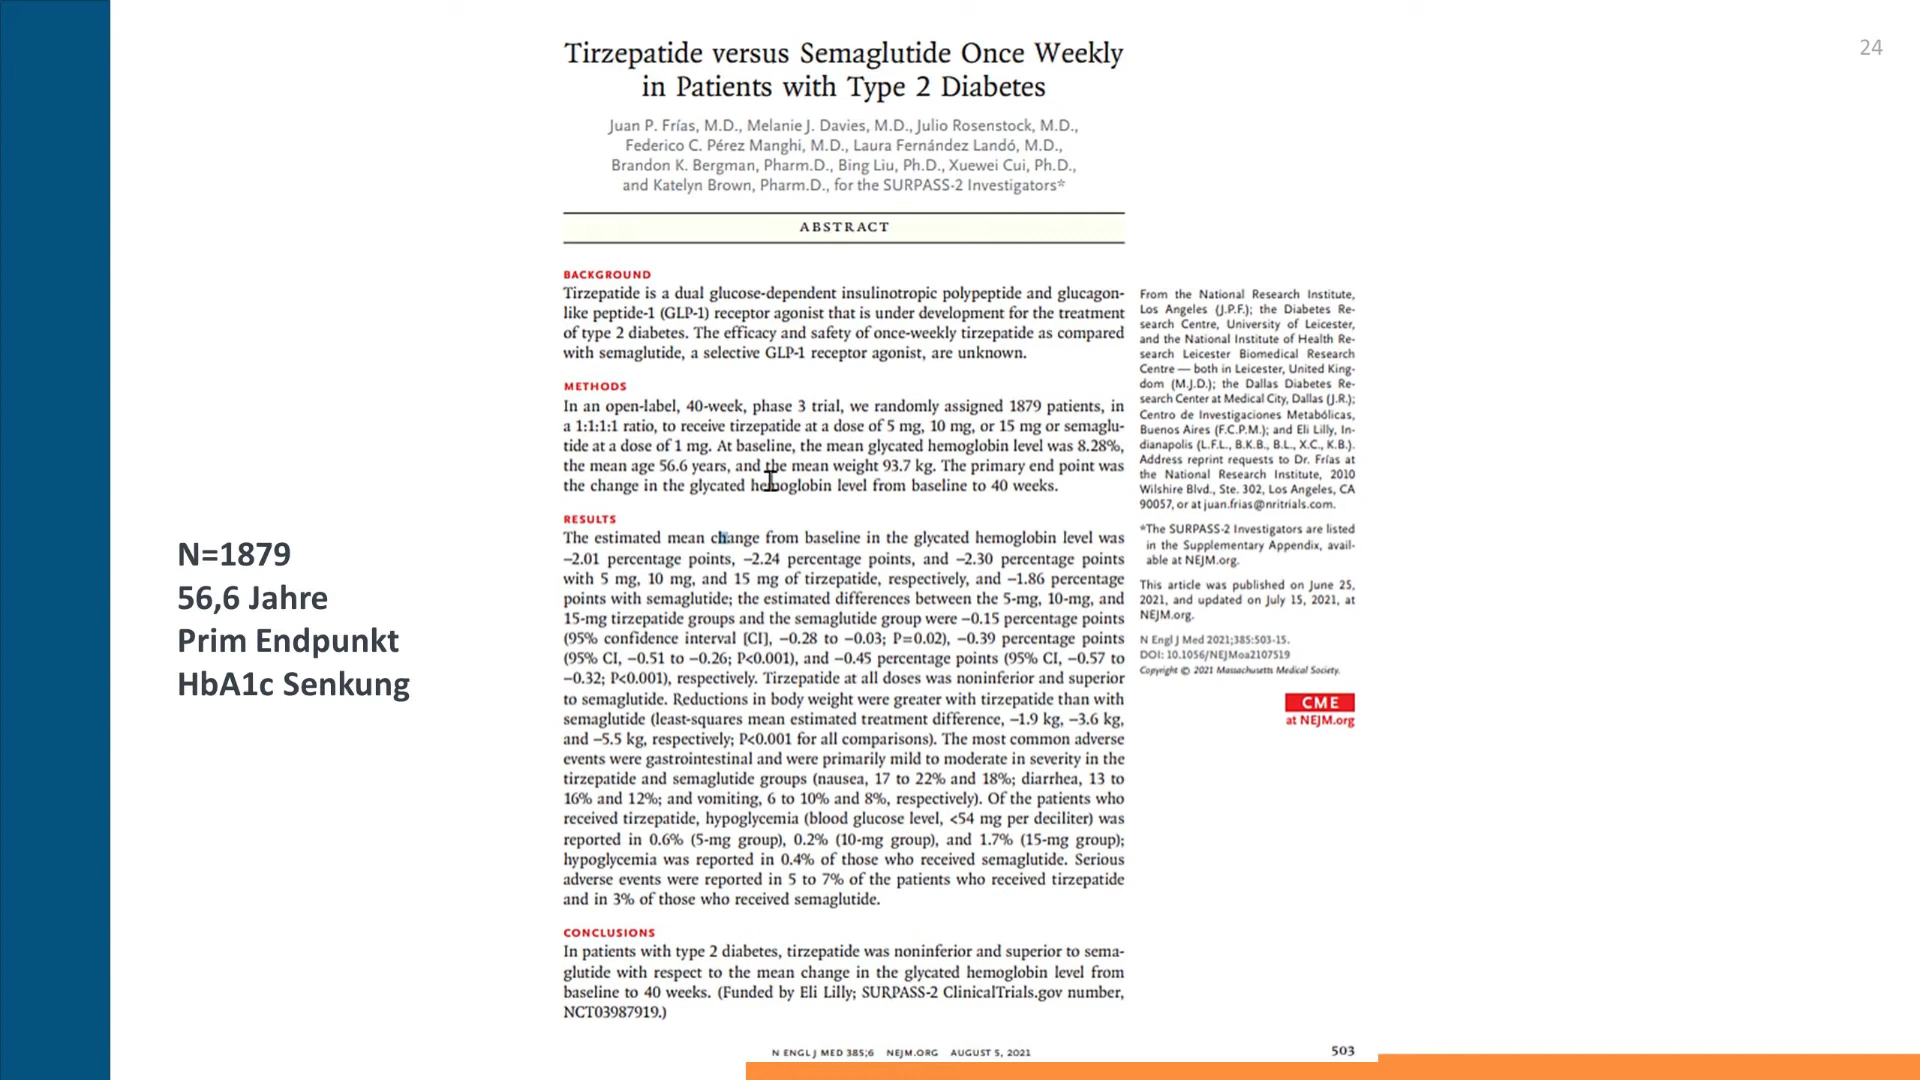 24
Tirzepatide versus Semaglutide Once Weekly
in Patients with Type 2 Diabetes
Juan P. Frías, M.D., Melanie J. Davies, M.D., Julio Rosenstock, M.D.,
Federico C. Pérez Manghi, M.D., Laura Fernández Landó, M.D.,
Brandon K. Bergman, Pharm.D., Bing Liu, Ph.D., Xuewei Cui, Ph.D.,
and Katelyn Brown, Pharm.D., for the SURPASS-2 Investigators*
ABSTRACT
BACKGROUND
Tirzepatide is a dual glucose-dependent insulinotropic polypeptide and glucagon-
like peptide-1 (GLP-1) receptor agonist that is under development for the treatment
of type 2 diabetes. The efficacy and safety of once-weekly tirzepatide as compared
with semaglutide, a selective GLP-1 receptor agonist, are unknown.
METHODS
In an open-label, 40-week, phase 3 trial, we randomly assigned 1879 patients, in
a 1:1:1:1 ratio, to receive tirzepatide at a dose of 5 mg, 10 mg, or 15 mg or semaglu-
tide at a dose of 1 mg. At baseline, the mean glycated hemoglobin level was 8.28%,
the mean age 56.6 years, and the mean weight 93.7 kg. The primary end point was
the change in the glycated hemoglobin level from baseline to 40 weeks.
RESULTS
The estimated mean change from baseline in the glycated hemoglobin level was
−2.01 percentage points, −2.24 percentage points, and −2.30 percentage points
with 5 mg, 10 mg, and 15 mg of tirzepatide, respectively, and −1.86 percentage
points with semaglutide; the estimated differences between the 5-mg, 10-mg, and
15-mg tirzepatide groups and the semaglutide group were −0.15 percentage points
(95% confidence interval [CI], −0.28 to −0.03; P=0.02), −0.39 percentage points
(95% CI, −0.51 to −0.26; P<0.001), and −0.45 percentage points (95% CI, −0.57 to
−0.32; P<0.001), respectively. Tirzepatide at all doses was noninferior and superior
to semaglutide. Reductions in body weight were greater with tirzepatide than with
semaglutide (least-squares mean estimated treatment difference, −1.9 kg, −3.6 kg,
and −5.5 kg, respectively; P<0.001 for all comparisons). The most common adverse
events were gastrointestinal and were primarily mild to moderate in severity in the
tirzepatide and semaglutide groups (nausea, 17 to 22% and 18%; diarrhea, 13 to
16% and 12%; and vomiting, 6 to 10% and 8%, respectively). Of the patients who
received tirzepatide, hypoglycemia (blood glucose level, <54 mg per deciliter) was
reported in 0.6% (5-mg group), 0.2% (10-mg group), and 1.7% (15-mg group);
hypoglycemia was reported in 0.4% of those who received semaglutide. Serious
adverse events were reported in 5 to 7% of the patients who received tirzepatide
and in 3% of those who received semaglutide.
CONCLUSIONS
In patients with type 2 diabetes, tirzepatide was noninferior and superior to sema-
glutide with respect to the mean change in the glycated hemoglobin level from
baseline to 40 weeks. (Funded by Eli Lilly; SURPASS-2 ClinicalTrials.gov number,
NCT03987919.)
From the National Research Institute,
Los Angeles (J.P.F.); the Diabetes Re-
search Centre, University of Leicester,
and the National Institute of Health Re-
search Leicester Biomedical Research
Centre — both in Leicester, United King-
dom (M.J.D.); the Dallas Diabetes Re-
search Center at Medical City, Dallas (J.R.);
Centro de Investigaciones Metabólicas,
Buenos Aires (F.C.P.M.); and Eli Lilly, In-
dianapolis (L.F.L., B.K.B., B.L., X.C., K.B.).
Address reprint requests to Dr. Frías at
the National Research Institute, 2010
Wilshire Blvd., Ste. 302, Los Angeles, CA
90057, or at juan.frias@nritrials.com.
*The SURPASS-2 Investigators are listed
in the Supplementary Appendix, avail-
able at NEJM.org.
This article was published on June 25,
2021, and updated on July 15, 2021, at
NEJM.org.
N Engl J Med 2021;385:503-15.
DOI: 10.1056/NEJMoa2107519
Copyright © 2021 Massachusetts Medical Society.
CME
at NEJM.org
N=1879
56,6 Jahre
Prim Endpunkt
HbA1c Senkung
N ENGL J MED 385;6 NEJM.ORG AUGUST 5, 2021
503